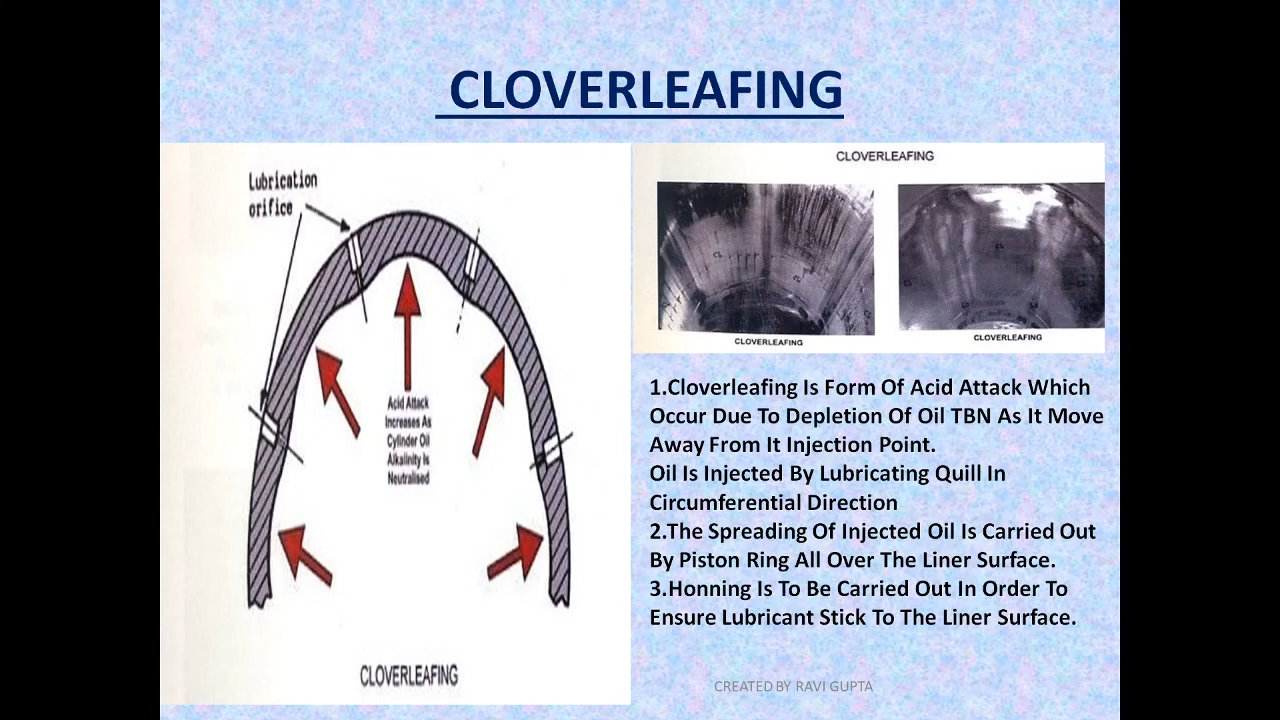 CLOVERLEAFING
Lubrication
orifice
Acid Attack
Increases As
Cylinder Oil
Alkalinity Is
Neutralised
CLOVERLEAFING
CLOVERLEAFING
CLOVERLEAFING
CLOVERLEAFING
1.Cloverleafing Is Form Of Acid Attack Which
Occur Due To Depletion Of Oil TBN As It Move
Away From It Injection Point.
Oil Is Injected By Lubricating Quill In
Circumferential Direction
2.The Spreading Of Injected Oil Is Carried Out
By Piston Ring All Over The Liner Surface.
3.Honning Is To Be Carried Out In Order To
Ensure Lubricant Stick To The Liner Surface.
CREATED BY RAVI GUPTA